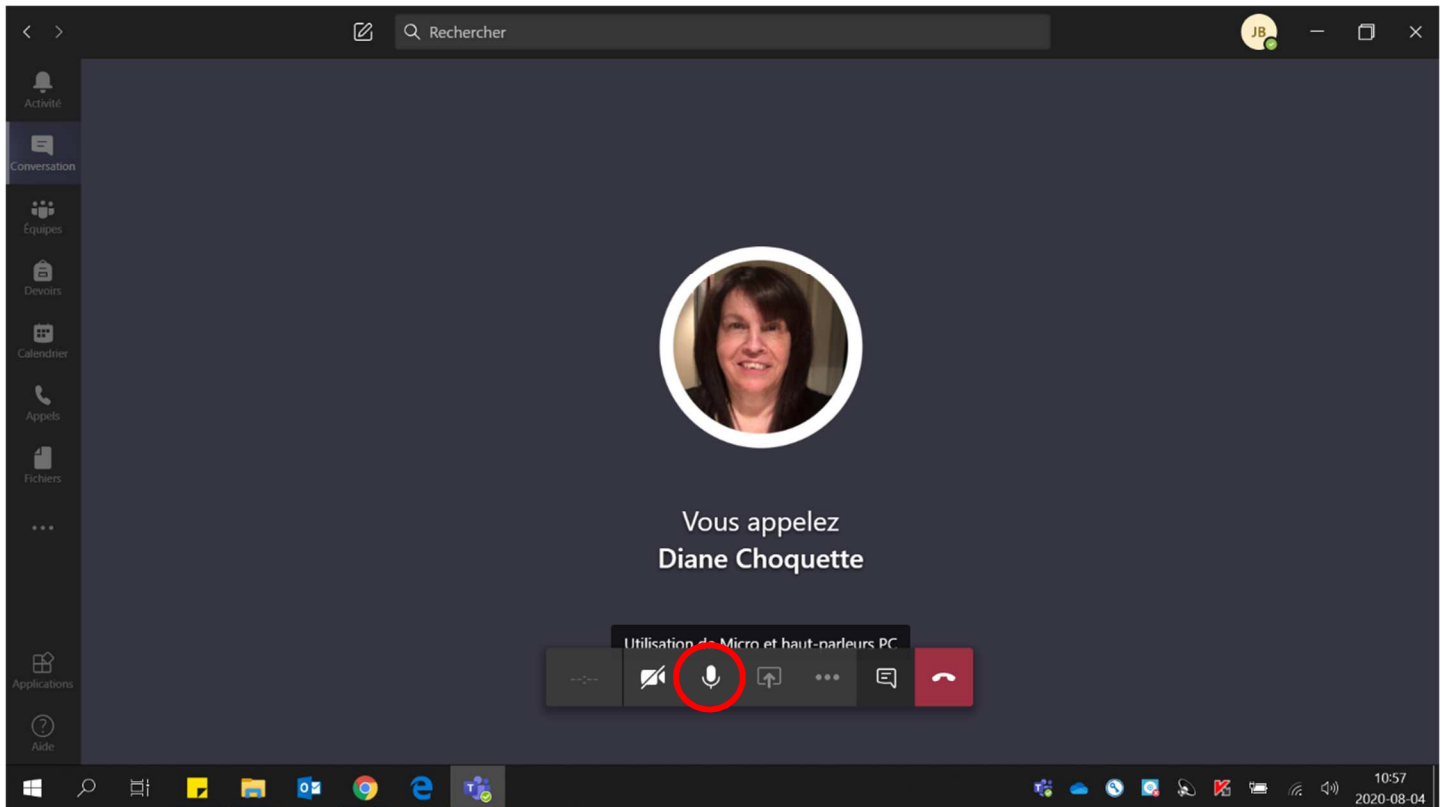 Rechercher
JB
Activité
Conversation
Équipes
Devoirs
Calendrier
Appels
Fichiers
Applications
Aide
Vous appelez
Diane Choquette
Utilisation de Micro et haut-parleurs PC
--:--
10:57
2020-08-04